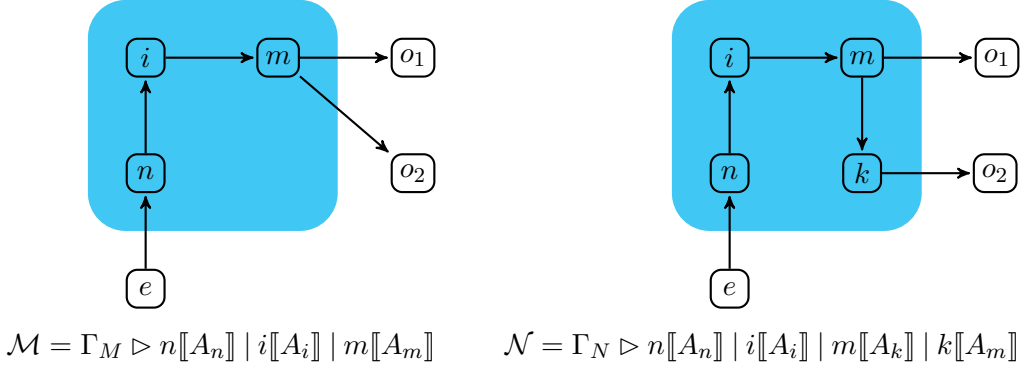 i m o₁ i m o₁
n o₂ n k o₂
e e
ℳ = Γ_M ▷ n⟦A_n⟧ | i⟦A_i⟧ | m⟦A_m⟧ 𝒩 = Γ_N ▷ n⟦A_n⟧ | i⟦A_i⟧ | m⟦A_k⟧ | k⟦A_m⟧